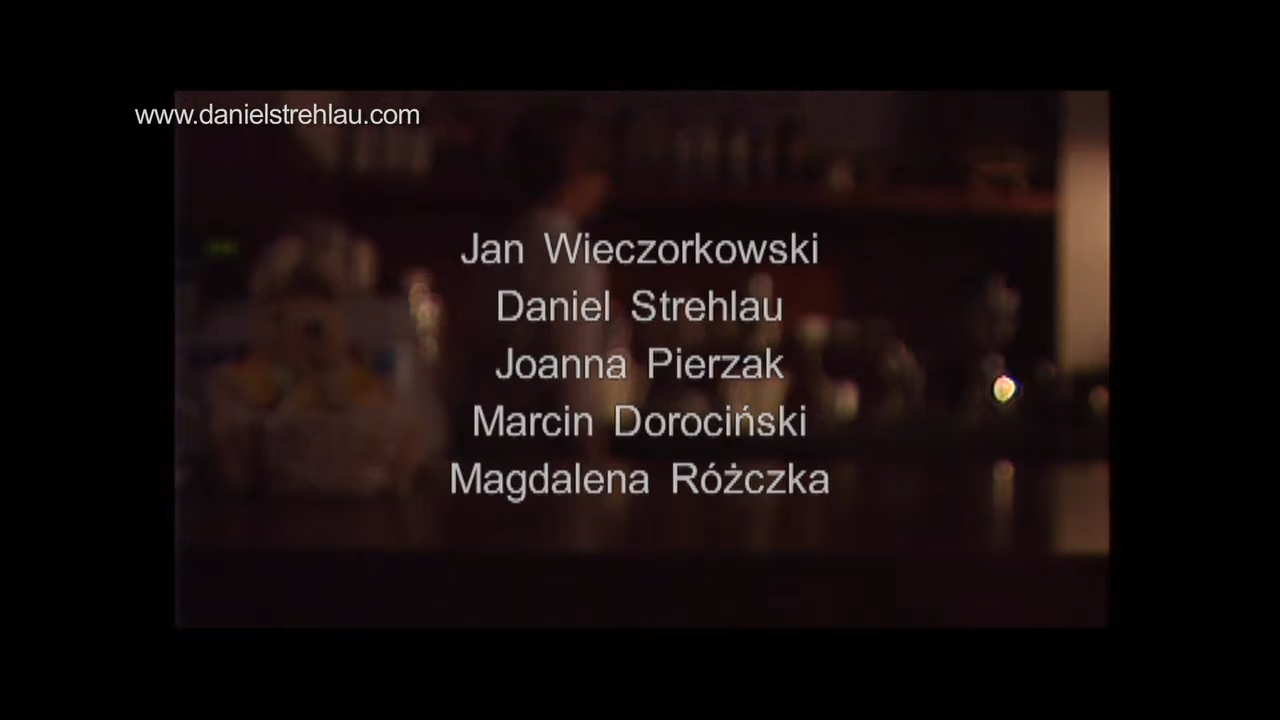 www.danielstrehlau.com
Jan Wieczorkowski
Daniel Strehlau
Joanna Pierzak
Marcin Dorociński
Magdalena Różczka